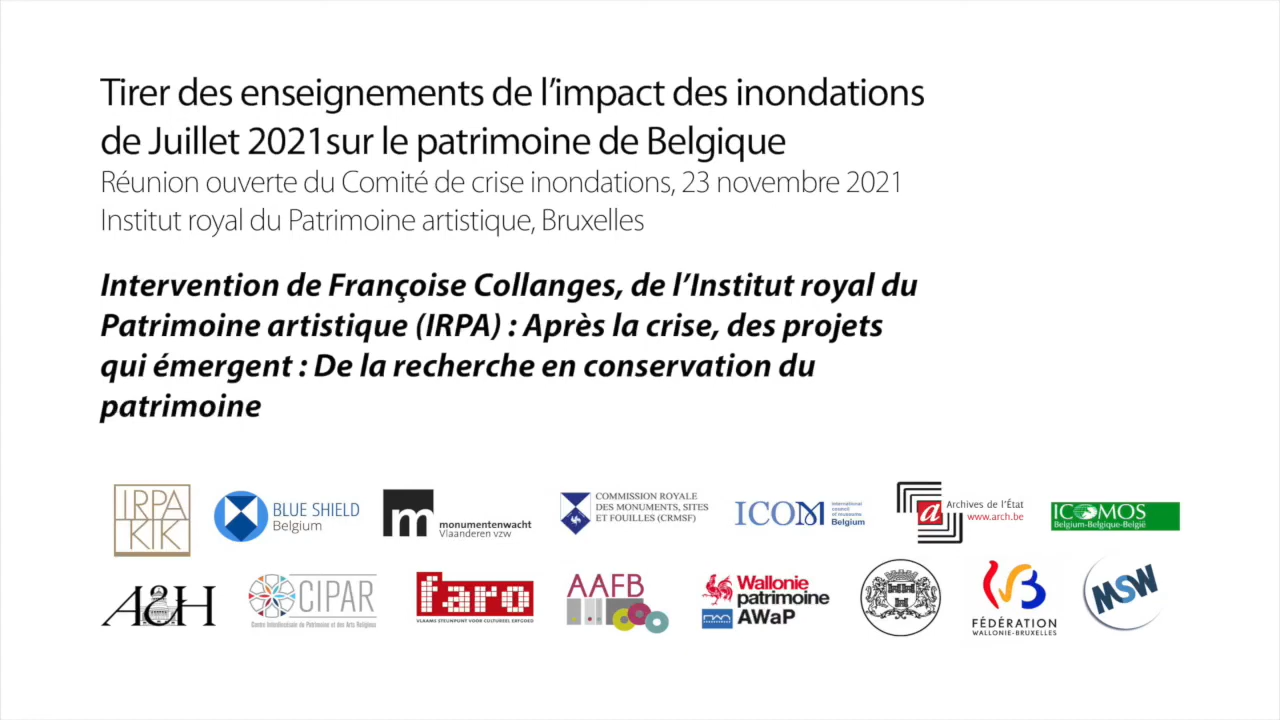 Tirer des enseignements de l’impact des inondations
de Juillet 2021sur le patrimoine de Belgique
Réunion ouverte du Comité de crise inondations, 23 novembre 2021
Institut royal du Patrimoine artistique, Bruxelles
Intervention de Françoise Collanges, de l’Institut royal du
Patrimoine artistique (IRPA) : Après la crise, des projets
qui émergent : De la recherche en conservation du
patrimoine
IRPA
KIK
BLUE SHIELD
Belgium
m
monumentenwacht
Vlaanderen vzw
COMMISSION ROYALE
DES MONUMENTS, SITES
ET FOUILLES (CRMSF)
ICOM
international
council
of museums
Belgium
a
Archives de l’État
www.arch.be
ICOMOS
Belgium-Belgique-België
A&H
CIPAR
Centre Interdiocésain du Patrimoine et des Arts Religieux
faro
VLAAMS STEUNPUNT VOOR CULTUREEL ERFGOED
AAFB
Wallonie
patrimoine
AWaP
FÉDÉRATION
WALLONIE-BRUXELLES
MSW